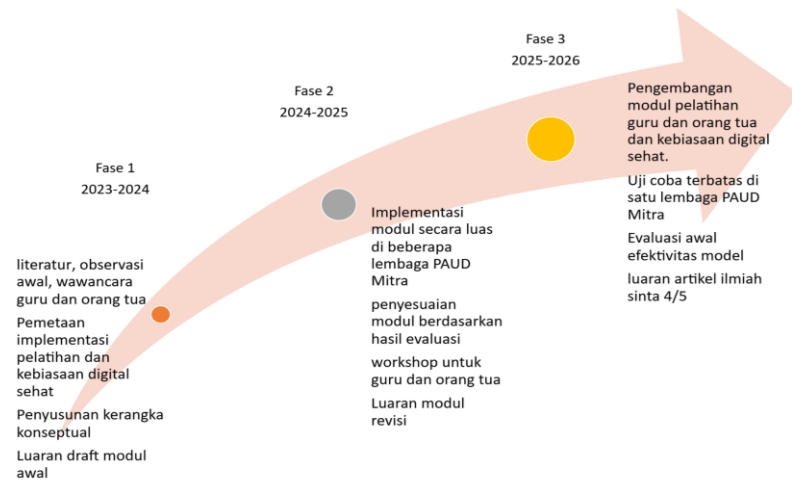 Fase 1
2023-2024
literatur, observasi
awal, wawancara
guru dan orang tua
Pemetaan
implementasi
pelatihan dan
kebiasaan digital
sehat
Penyusunan kerangka
konseptual
Luaran draft modul
awal
Fase 2
2024-2025
Implementasi
modul secara luas
di beberapa
lembaga PAUD
Mitra
penyesuaian
modul berdasarkan
hasil evaluasi
workshop untuk
guru dan orang tua
Luaran modul
revisi
Fase 3
2025-2026
Pengembangan
modul pelatihan
guru dan orang tua
dan kebiasaan digital
sehat.
Uji coba terbatas di
satu lembaga PAUD
Mitra
Evaluasi awal
efektivitas model
luaran artikel ilmiah
sinta 4/5